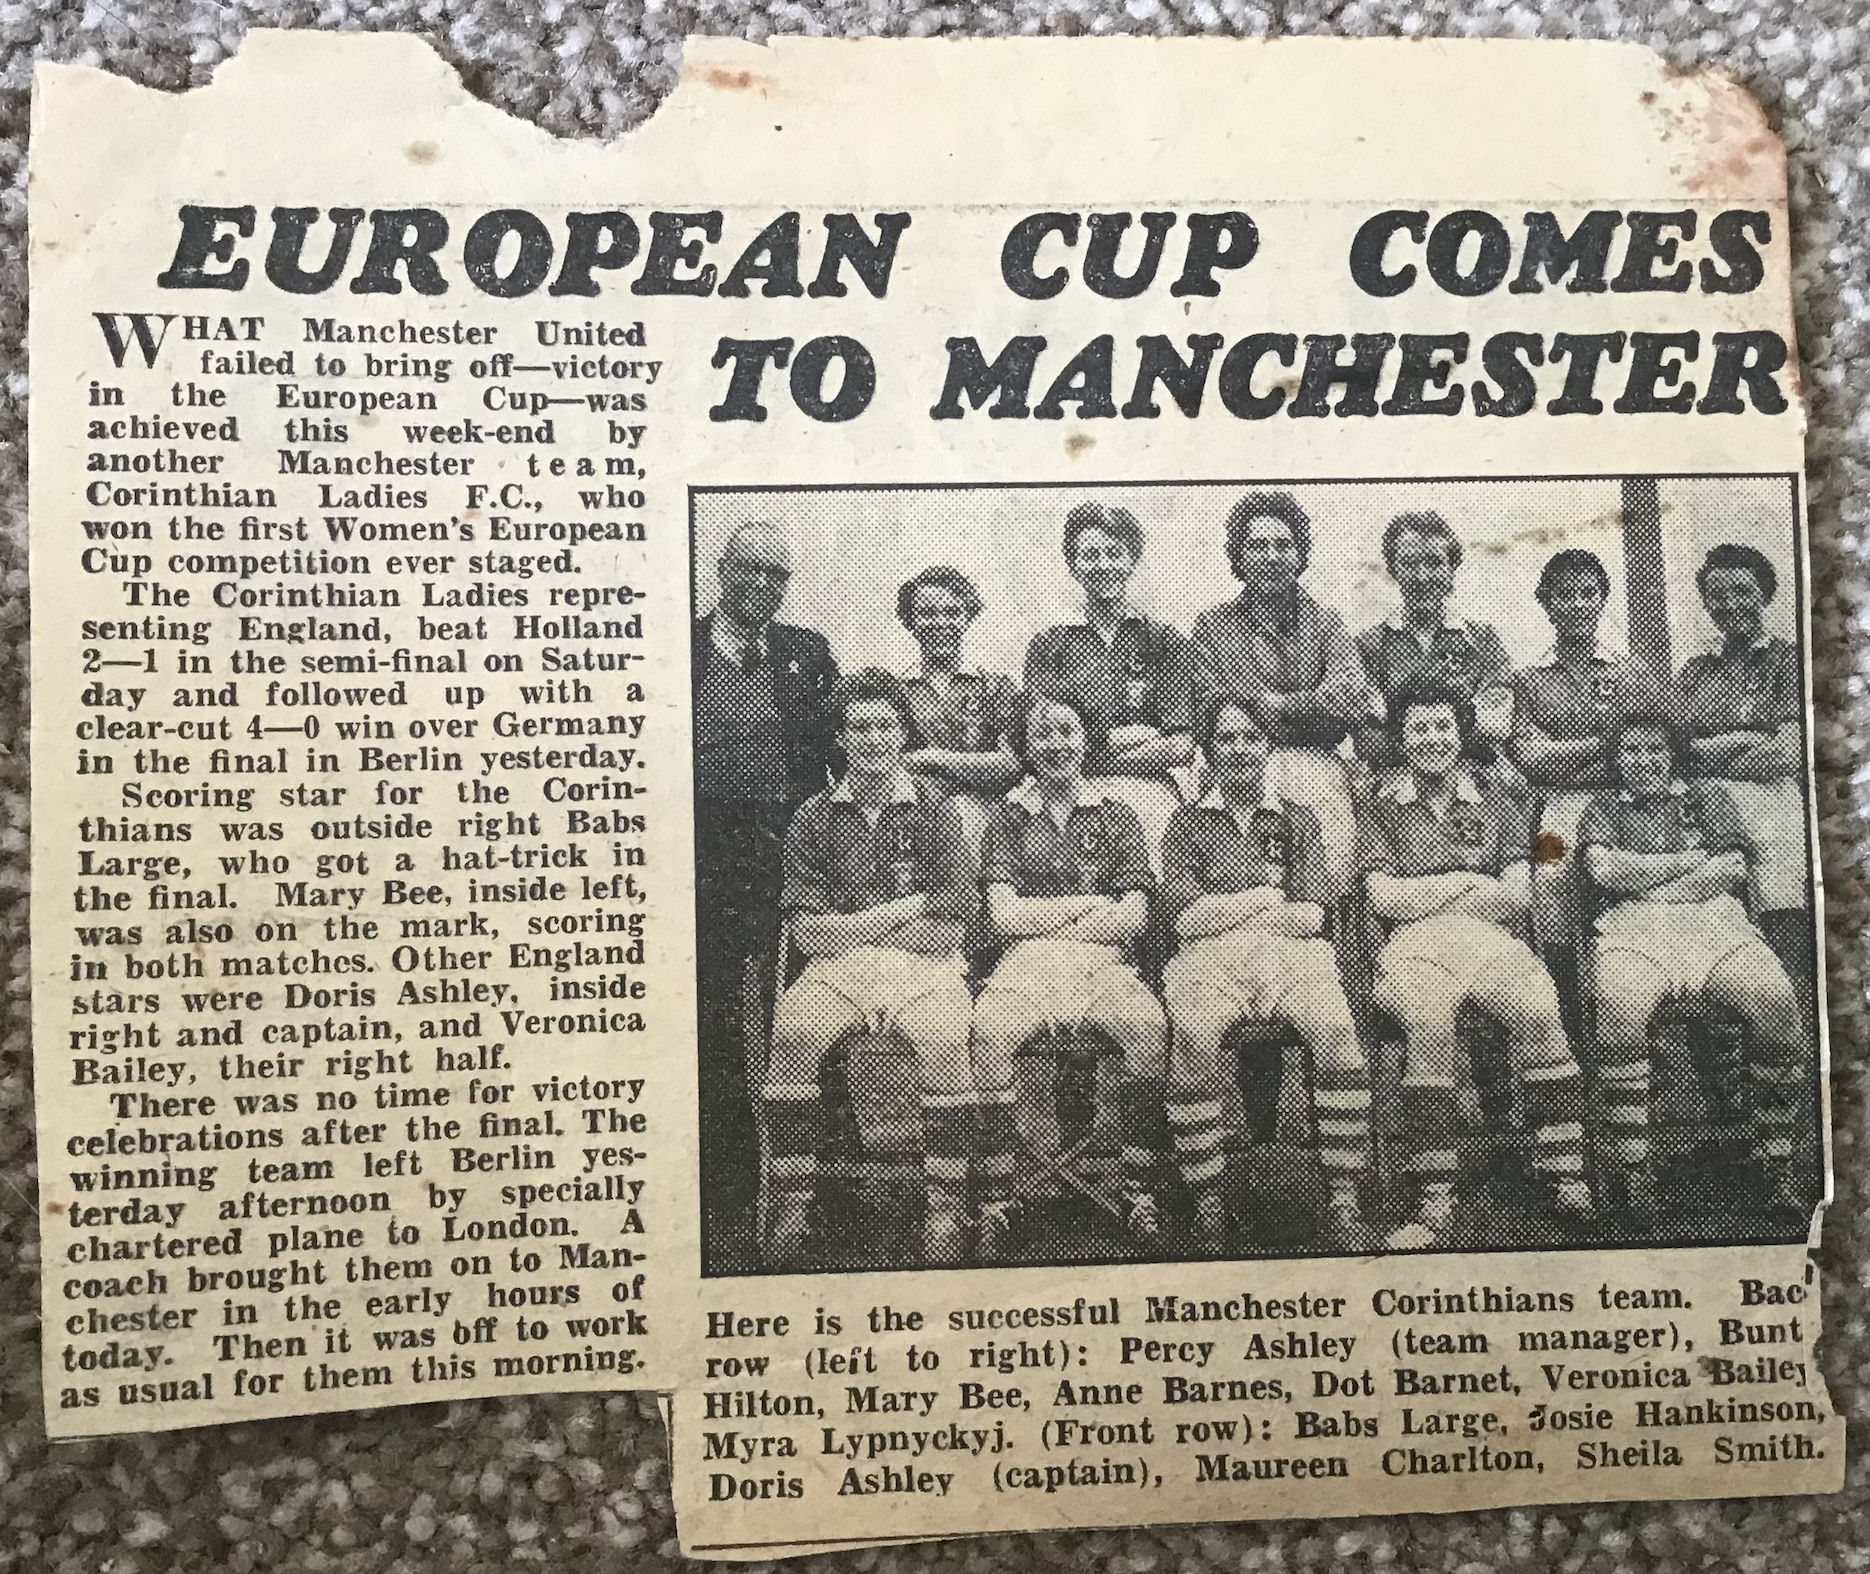 EUROPEAN CUP COMES
TO MANCHESTER
WHAT Manchester United
failed to bring off—victory
in the European Cup—was
achieved this week-end by
another Manchester team,
Corinthian Ladies F.C., who
won the first Women's European
Cup competition ever staged.
The Corinthian Ladies repre-
senting England, beat Holland
2—1 in the semi-final on Satur-
day and followed up with a
clear-cut 4—0 win over Germany
in the final in Berlin yesterday.
Scoring star for the Corin-
thians was outside right Babs
Large, who got a hat-trick in
the final. Mary Bee, inside left,
was also on the mark, scoring
in both matches. Other England
stars were Doris Ashley, inside
right and captain, and Veronica
Bailey, their right half.
There was no time for victory
celebrations after the final. The
winning team left Berlin yes-
terday afternoon by specially
chartered plane to London. A
coach brought them on to Man-
chester in the early hours of
today. Then it was off to work
as usual for them this morning.
Here is the successful Manchester Corinthians team. Bac
row (left to right): Percy Ashley (team manager), Bunt
Hilton, Mary Bee, Anne Barnes, Dot Barnet, Veronica Bailey
Myra Lypnyckyj. (Front row): Babs Large, Josie Hankinson,
Doris Ashley (captain), Maureen Charlton, Sheila Smith.